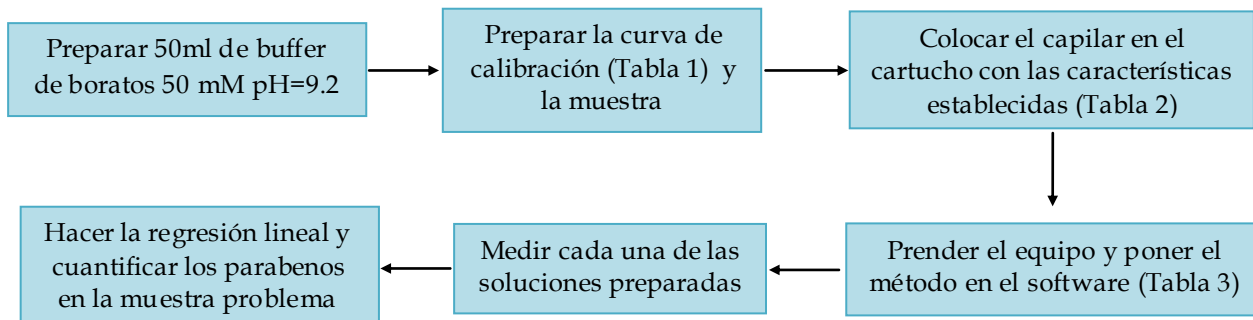 Preparar 50ml de buffer
de boratos 50 mM pH=9.2
Preparar la curva de
calibración (Tabla 1) y
la muestra
Colocar el capilar en el
cartucho con las características
establecidas (Tabla 2)
Prender el equipo y poner el
método en el software (Tabla 3)
Medir cada una de las
soluciones preparadas
Hacer la regresión lineal y
cuantificar los parabenos
en la muestra problema